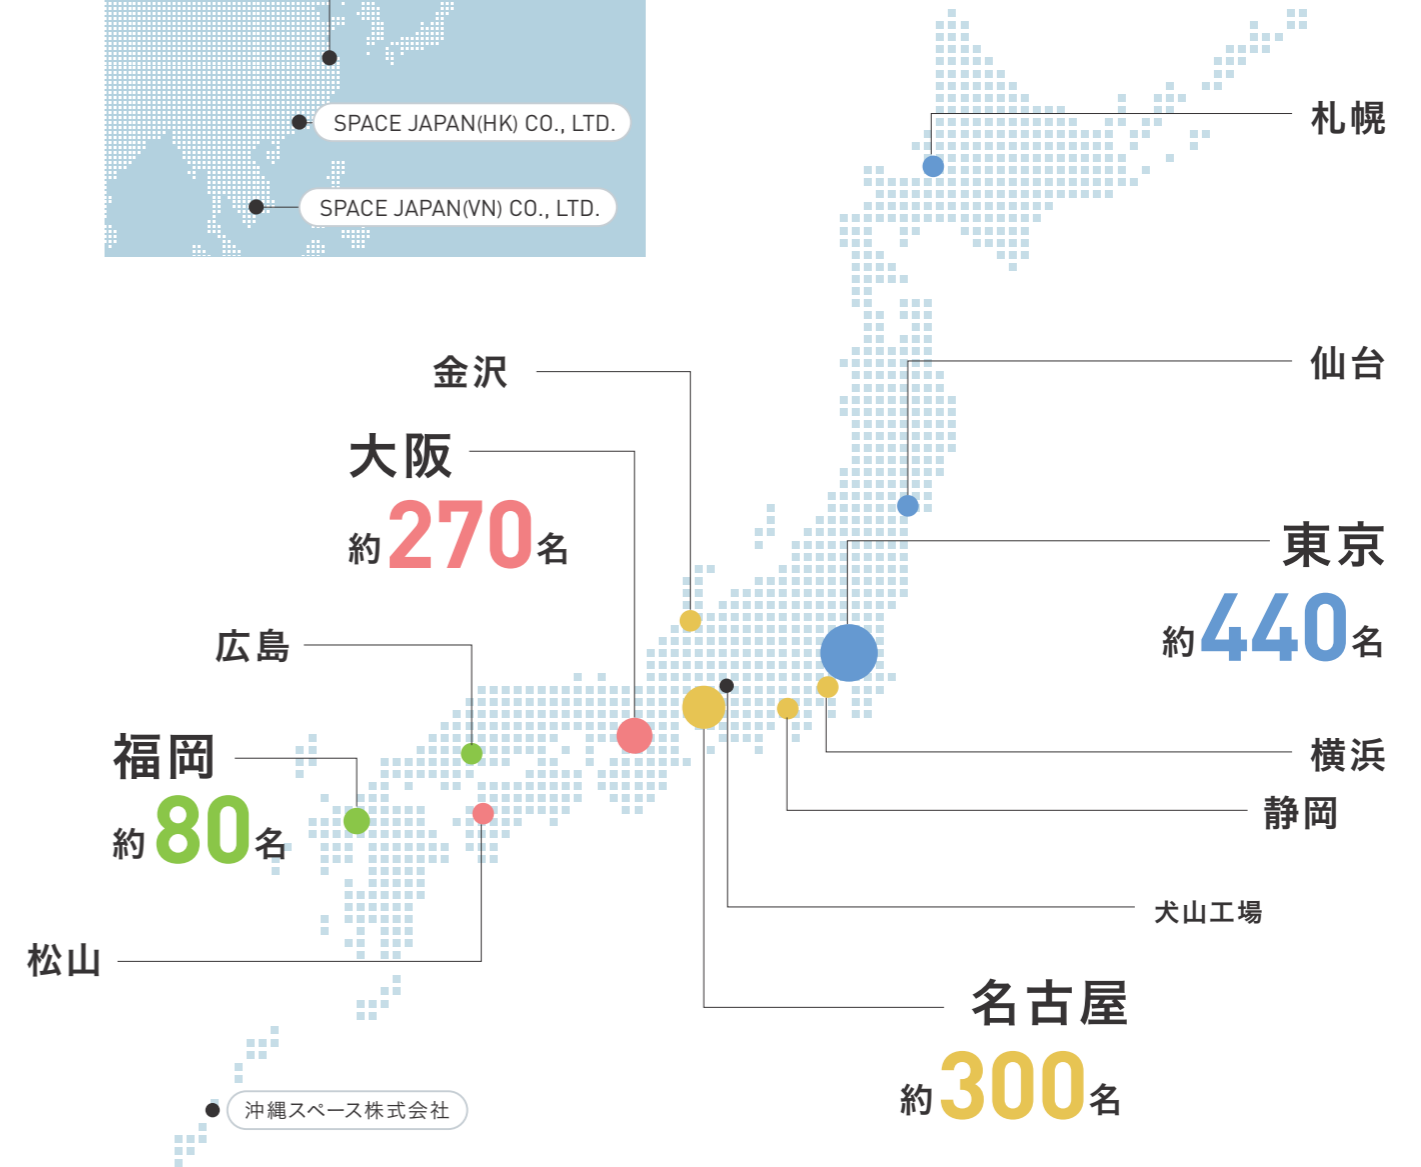 SPACE JAPAN(HK) CO., LTD.
SPACE JAPAN(VN) CO., LTD.
札幌
仙台
金沢
大阪
約270名
東京
約440名
広島
福岡
約80名
横浜
静岡
犬山工場
松山
名古屋
約300名
沖縄スペース株式会社